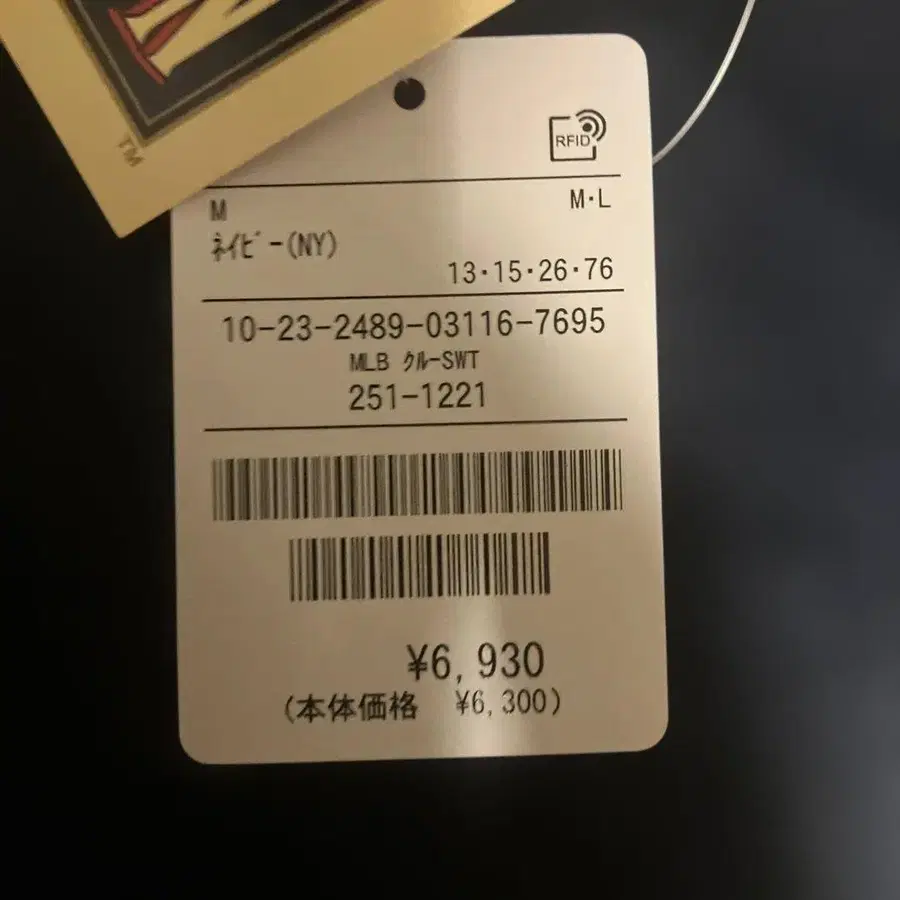 TM
RFID
M
M・L
ﾈｲﾋﾞｰ(NY)
13・15・26・76
10-23-2489-03116-7695
MLB ｸﾙｰSWT
251-1221
¥6,930
(本体価格 ¥6,300)